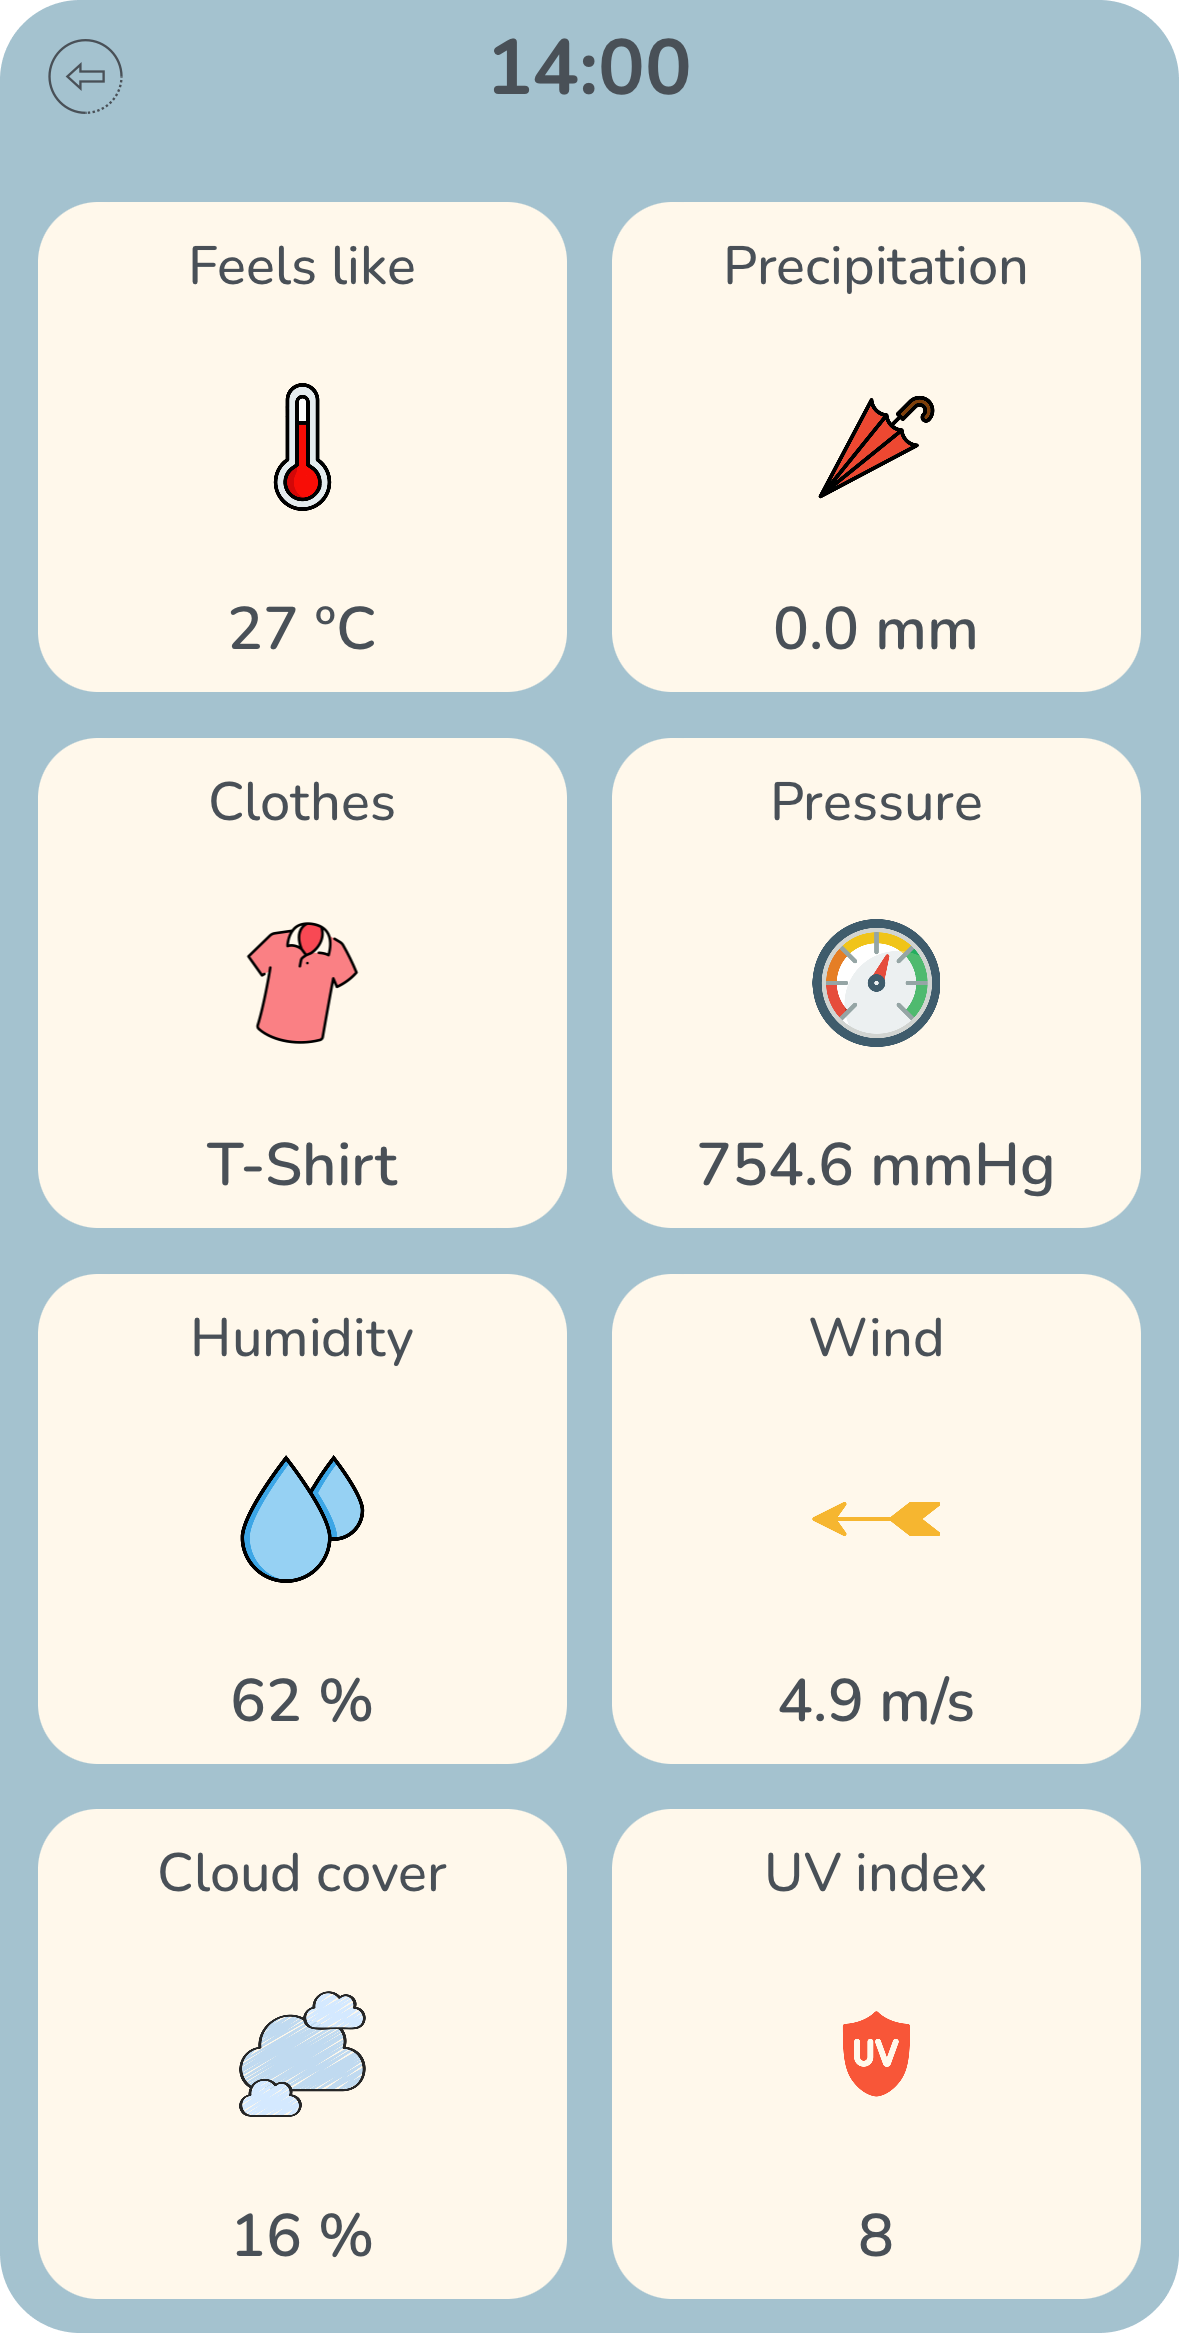 14:00
Feels like
27 °C
Precipitation
0.0 mm
Clothes
T-Shirt
Pressure
754.6 mmHg
Humidity
62 %
Wind
4.9 m/s
Cloud cover
16 %
UV index
UV
8